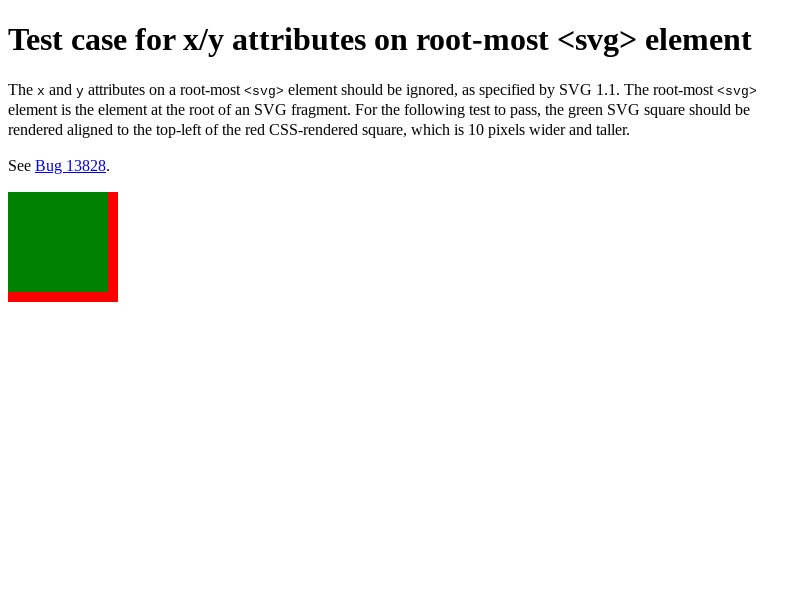 Test case for x/y attributes on root-most <svg> element
The x and y attributes on a root-most <svg> element should be ignored, as specified by SVG 1.1. The root-most <svg>
element is the element at the root of an SVG fragment. For the following test to pass, the green SVG square should be
rendered aligned to the top-left of the red CSS-rendered square, which is 10 pixels wider and taller.
See Bug 13828.